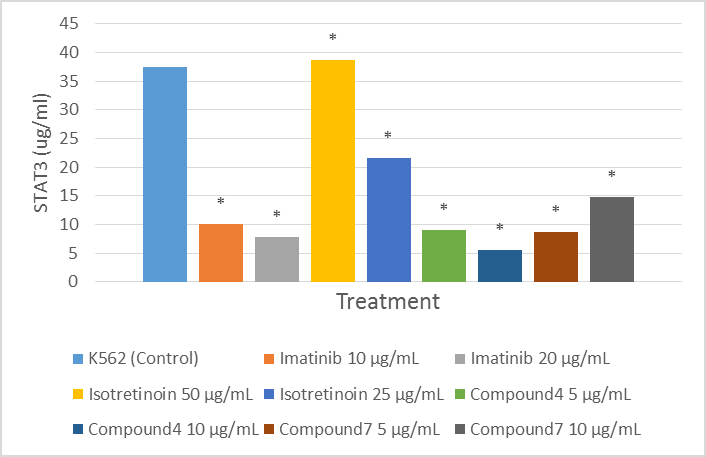 45
40
35
30
25
20
15
10
5
0
STAT3 (ug/ml)
* * * * * * * *
Treatment
K562 (Control) Imatinib 10 µg/mL Imatinib 20 µg/mL
Isotretinoin 50 µg/mL Isotretinoin 25 µg/mL Compound4 5 µg/mL
Compound4 10 µg/mL Compound7 5 µg/mL Compound7 10 µg/mL